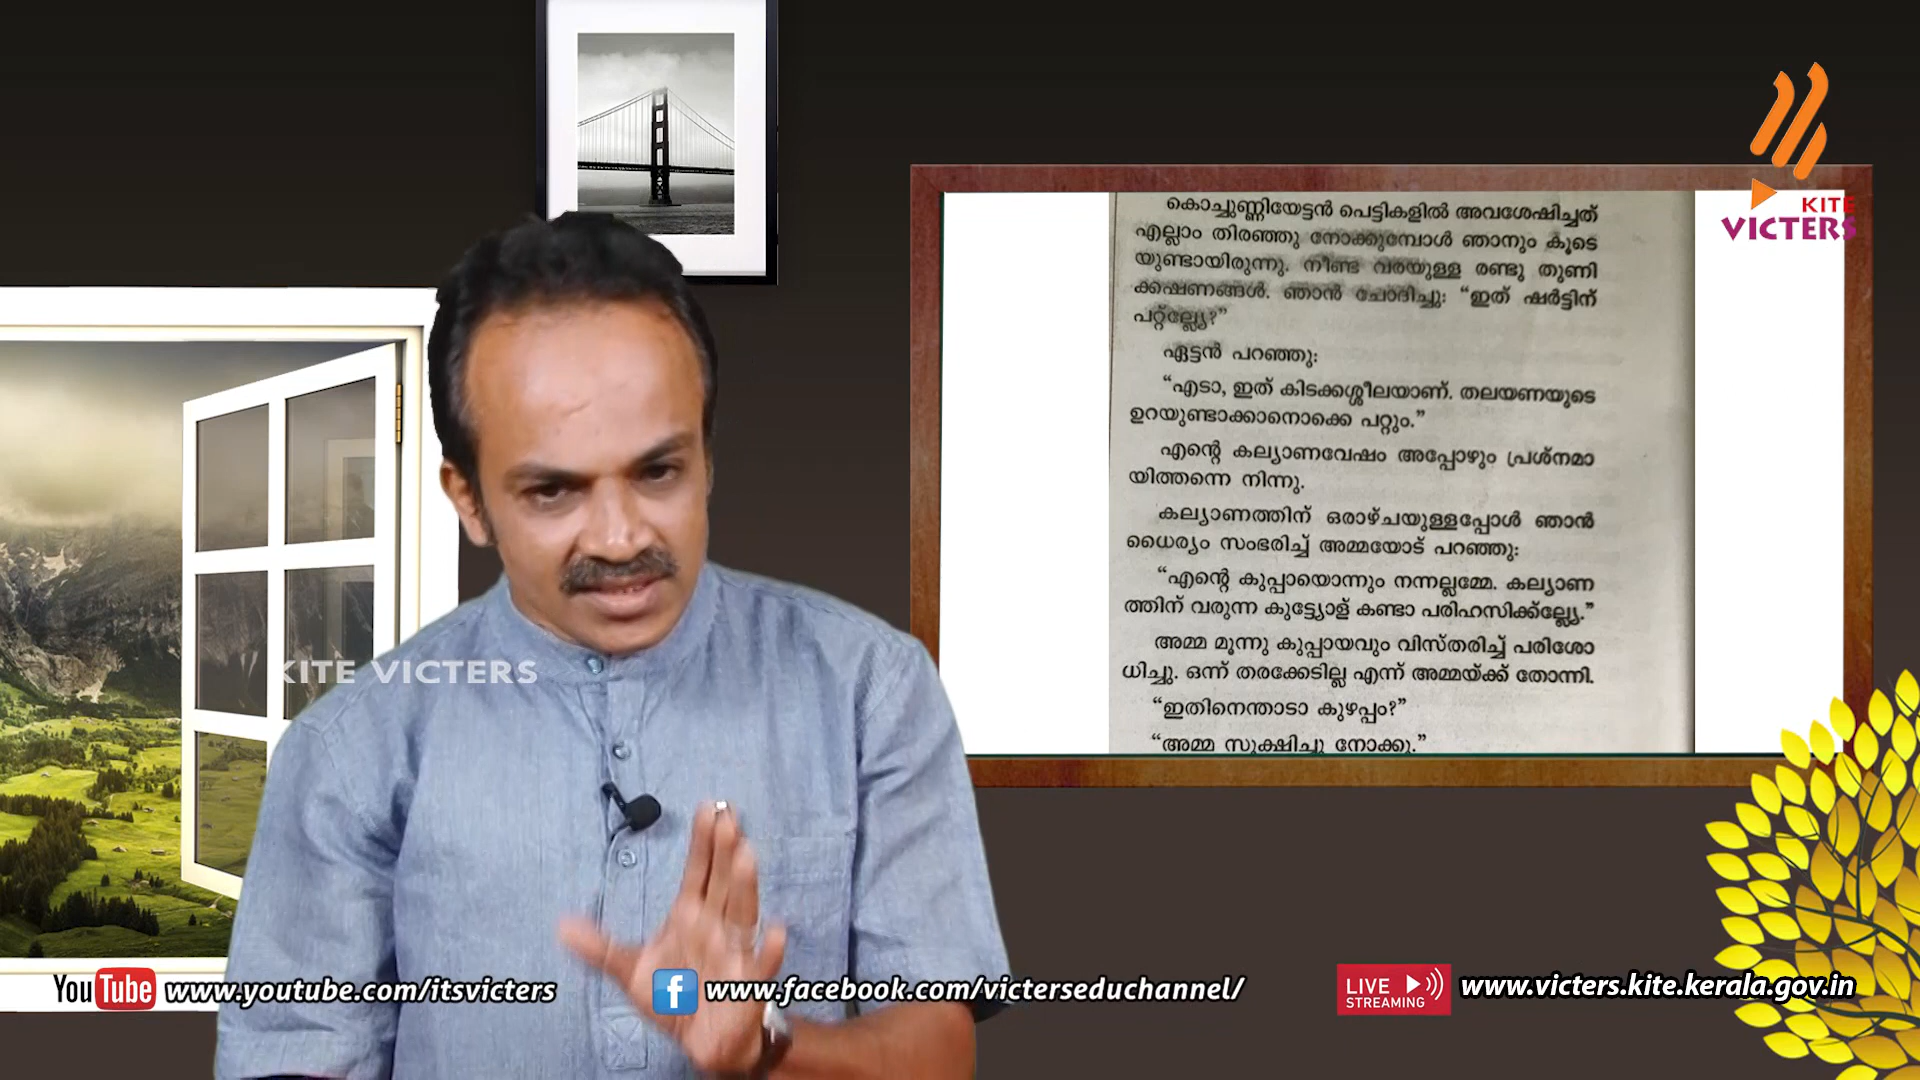 കൊച്ചുണ്ണിയേട്ടൻ പെട്ടികളിൽ അവശേഷിച്ചത്
എല്ലാം തിരഞ്ഞു നോക്കുമ്പോൾ ഞാനും കൂടെ
യുണ്ടായിരുന്നു. നീണ്ട വരയുള്ള രണ്ടു തുണി
ക്കഷണങ്ങൾ. ഞാൻ ചോദിച്ചു: “ഇത് ഷർട്ടിന്
പറ്റ്ല്ല്യേ?”
ഏട്ടൻ പറഞ്ഞു:
“എടാ, ഇത് കിടക്കശ്ശീലയാണ്. തലയണയുടെ
ഉറയുണ്ടാക്കാനൊക്കെ പറ്റും.”
എന്റെ കല്യാണവേഷം അപ്പോഴും പ്രശ്നമാ
യിത്തന്നെ നിന്നു.
കല്യാണത്തിന് ഒരാഴ്ചയുള്ളപ്പോൾ ഞാൻ
ധൈര്യം സംഭരിച്ച് അമ്മയോട് പറഞ്ഞു:
“എന്റെ കുപ്പായൊന്നും നന്നല്ലമ്മേ. കല്യാണ
ത്തിന് വരുന്ന കുട്ട്യോള് കണ്ടാ പരിഹസിക്ക്ല്ല്യേ.”
അമ്മ മൂന്നു കുപ്പായവും വിസ്തരിച്ച് പരിശോ
ധിച്ചു. ഒന്ന് തരക്കേടില്ല എന്ന് അമ്മയ്ക്ക് തോന്നി.
“ഇതിനെന്താടാ കുഴപ്പം?”
“അമ്മ സൂക്ഷിച്ചു നോക്കു.”
KITE
VICTERS
KITE VICTERS
YouTube www.youtube.com/itsvicters
f www.facebook.com/victerseduchannel/
LIVE
STREAMING
www.victers.kite.kerala.gov.in